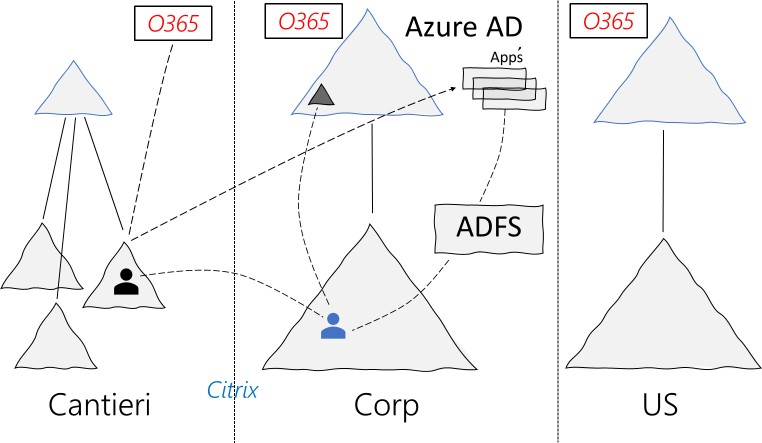 O365
O365
Azure AD
Apps
O365
ADFS
Citrix
Cantieri
Corp
US